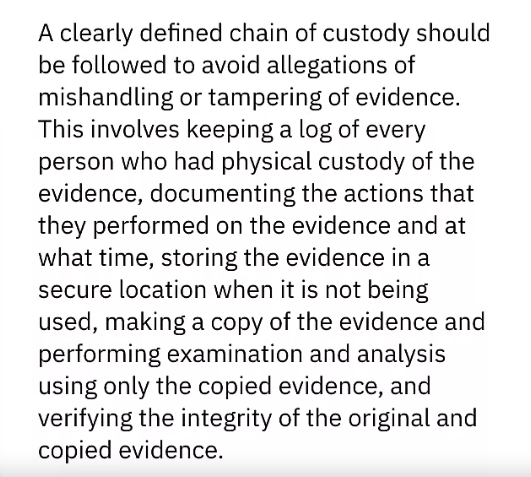 A clearly defined chain of custody should
be followed to avoid allegations of
mishandling or tampering of evidence.
This involves keeping a log of every
person who had physical custody of the
evidence, documenting the actions that
they performed on the evidence and at
what time, storing the evidence in a
secure location when it is not being
used, making a copy of the evidence and
performing examination and analysis
using only the copied evidence, and
verifying the integrity of the original and
copied evidence.